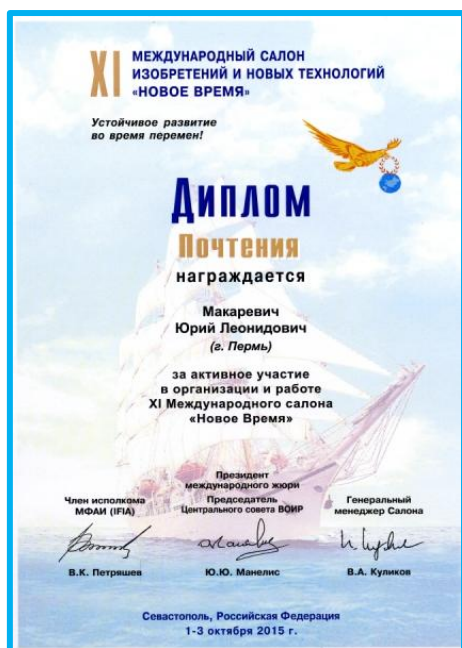 XI МЕЖДУНАРОДНЫЙ САЛОН
ИЗОБРЕТЕНИЙ И НОВЫХ ТЕХНОЛОГИЙ
«НОВОЕ ВРЕМЯ»
Устойчивое развитие
во время перемен!
Диплом
Почтения
награждается
Макаревич
Юрий Леонидович
(г. Пермь)
за активное участие
в организации и работе
XI Международного салона
«Новое Время»
Член исполкома
МФАИ (IFIA)
Президент
международного жюри
Председатель
Центрального совета ВОИР
Генеральный
менеджер Салона
В.К. Петряшев
Ю.Ю. Манелис
В.А. Куликов
Севастополь, Российская Федерация
1-3 октября 2015 г.